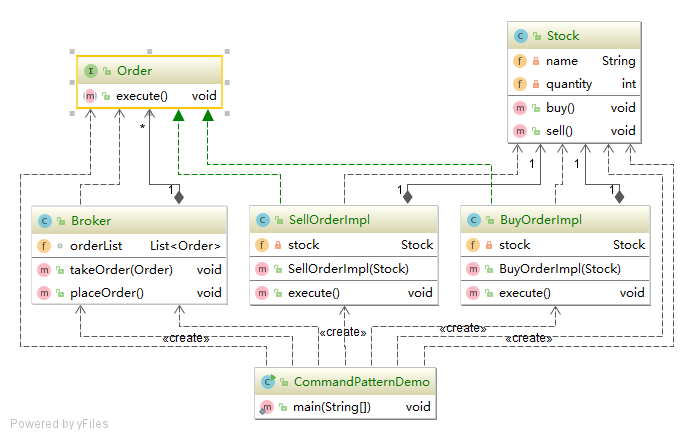 Order
execute() void
Stock
name String
quantity int
buy() void
sell() void
*
1
1
1
1
1
Broker
orderList List<Order>
takeOrder(Order) void
placeOrder() void
SellOrderImpl
stock Stock
SellOrderImpl(Stock)
execute() void
BuyOrderImpl
stock Stock
BuyOrderImpl(Stock)
execute() void
«create»
«create»
«create»
«create»
CommandPatternDemo
main(String[]) void
Powered by yFiles